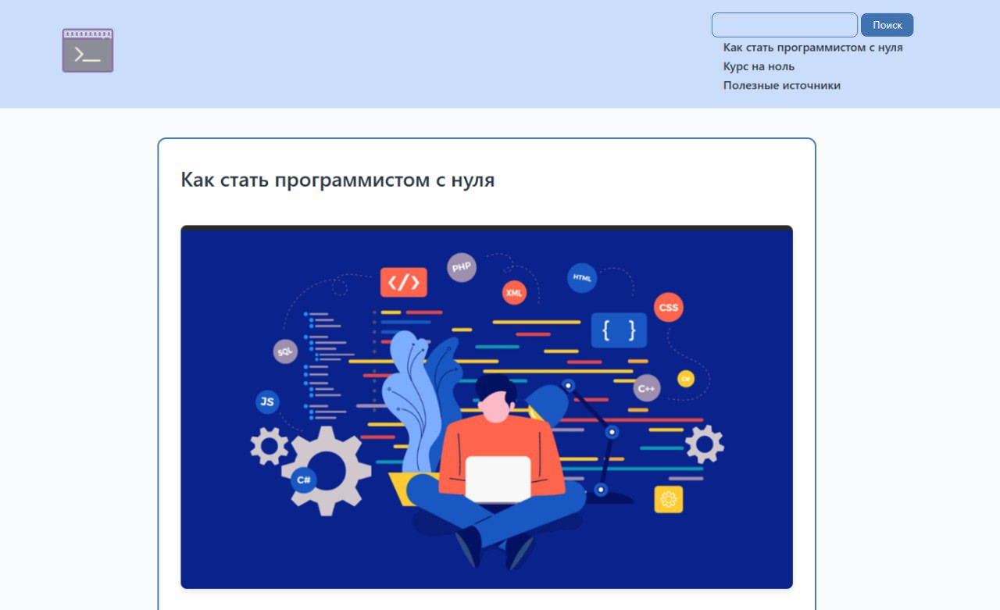 Поиск
Как стать программистом с нуля
Курс на ноль
Полезные источники
Как стать программистом с нуля
PHP
</>
XML
HTML
CSS
{ }
SQL
C++
C#
JS
C#